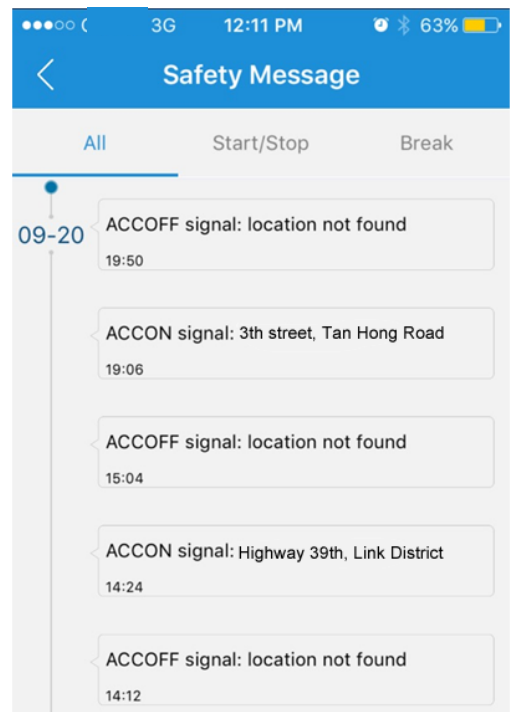 3G 12:11 PM 63%
Safety Message
All Start/Stop Break
09-20
ACCOFF signal: location not found
19:50
ACCON signal: 3th street, Tan Hong Road
19:06
ACCOFF signal: location not found
15:04
ACCON signal: Highway 39th, Link District
14:24
ACCOFF signal: location not found
14:12